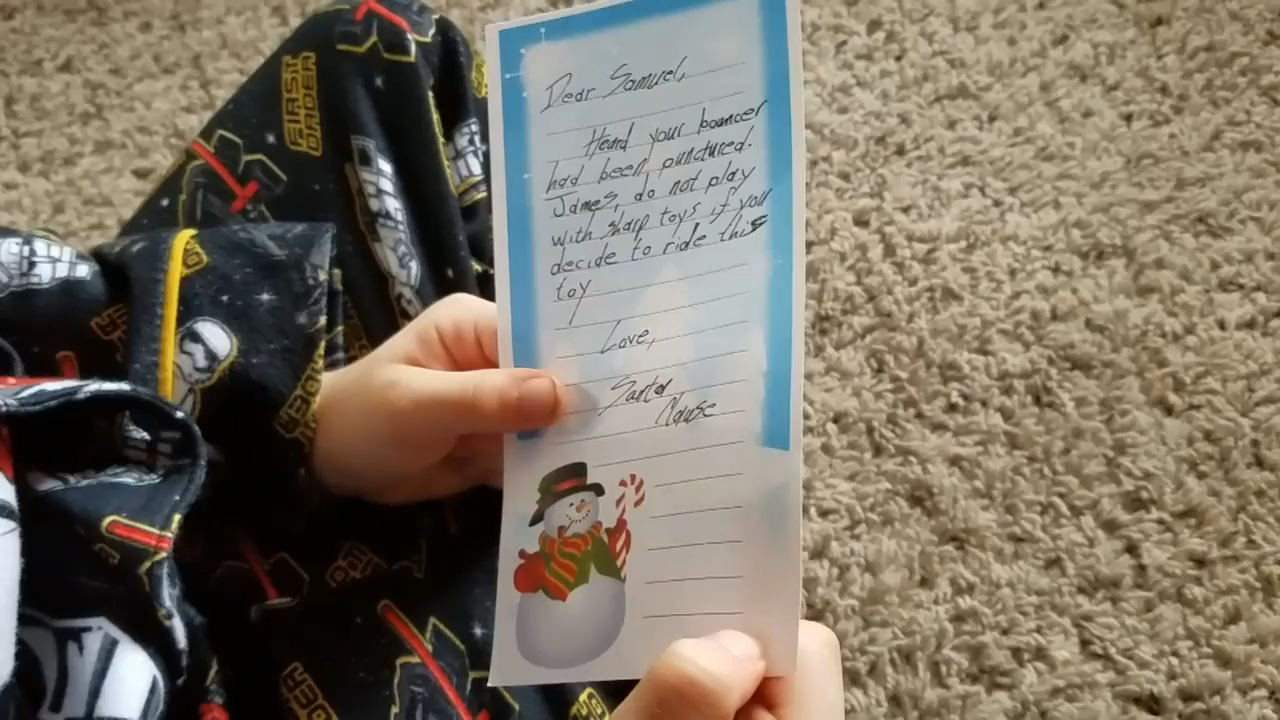 Dear Samuel,
Heard your bouncer
had been punctured.
James, do not play
with sharp toys if you
decide to ride this
toy
Love,
Santa
Mouse
FIRST
ORDER